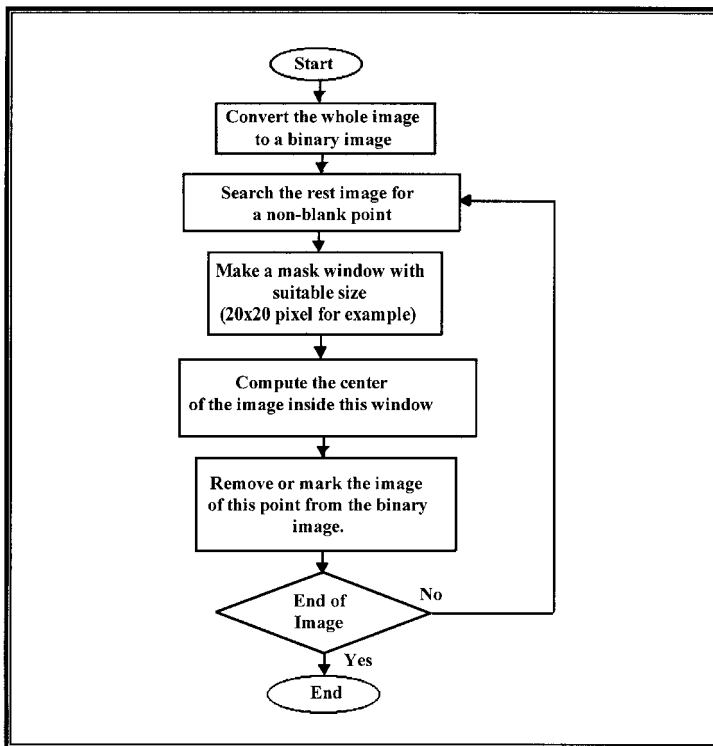 Start
Convert the whole image
to a binary image
Search the rest image for
a non-blank point
Make a mask window with
suitable size
(20x20 pixel for example)
Compute the center
of the image inside this window
Remove or mark the image
of this point from the binary
image.
End of
Image
No
Yes
End